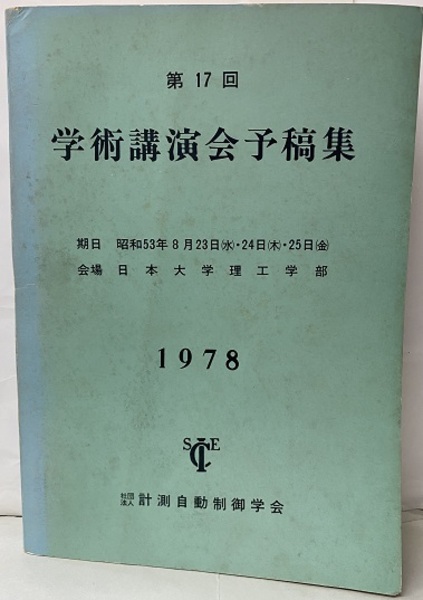 第 17 回
学術講演会予稿集
期日 昭和53年8月23日㈬・24日㈭・25日㈮
会場 日本大学理工学部
1978
SICE
社団法人 計測自動制御学会